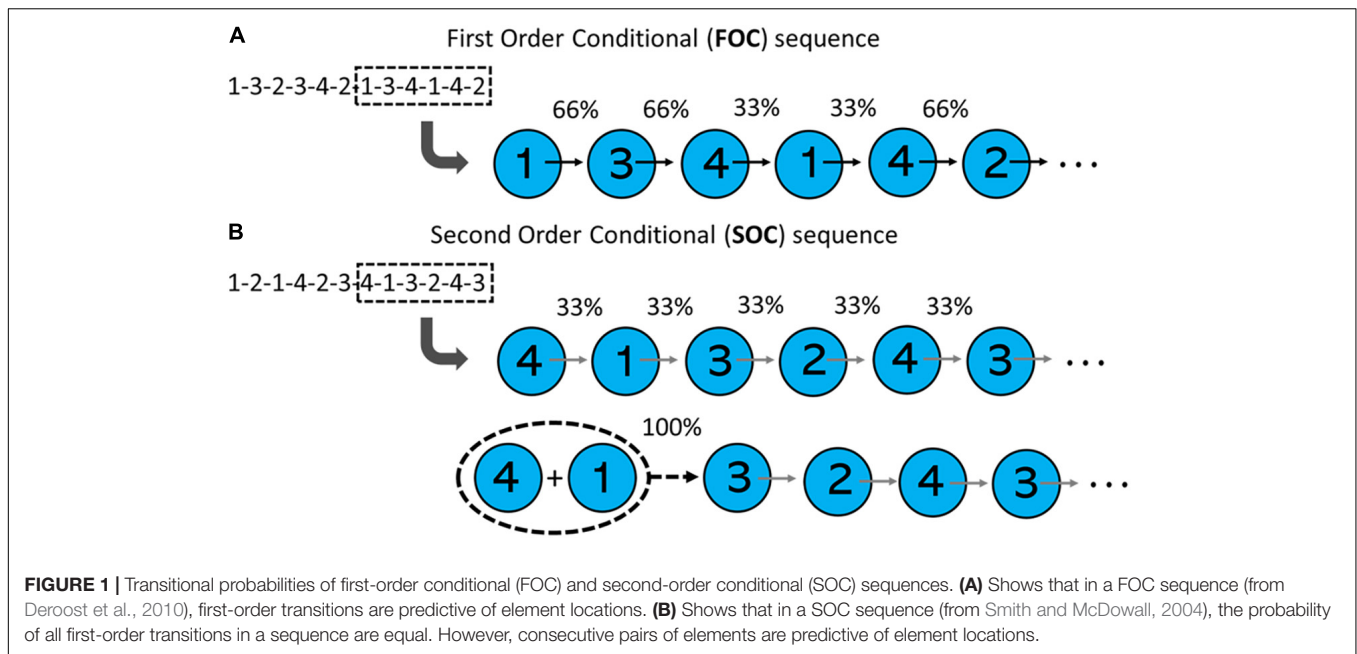 A
First Order Conditional (FOC) sequence
1-3-2-3-4-2-1-3-4-1-4-2
66% 66% 33% 33% 66%
1 3 4 1 4 2 ...
B
Second Order Conditional (SOC) sequence
1-2-1-4-2-3-4-1-3-2-4-3
33% 33% 33% 33% 33%
4 1 3 2 4 3 ...
100%
4 + 1 3 2 4 3 ...
FIGURE 1 | Transitional probabilities of first-order conditional (FOC) and second-order conditional (SOC) sequences. (A) Shows that in a FOC sequence (from
Deroost et al., 2010), first-order transitions are predictive of element locations. (B) Shows that in a SOC sequence (from Smith and McDowall, 2004), the probability
of all first-order transitions in a sequence are equal. However, consecutive pairs of elements are predictive of element locations.